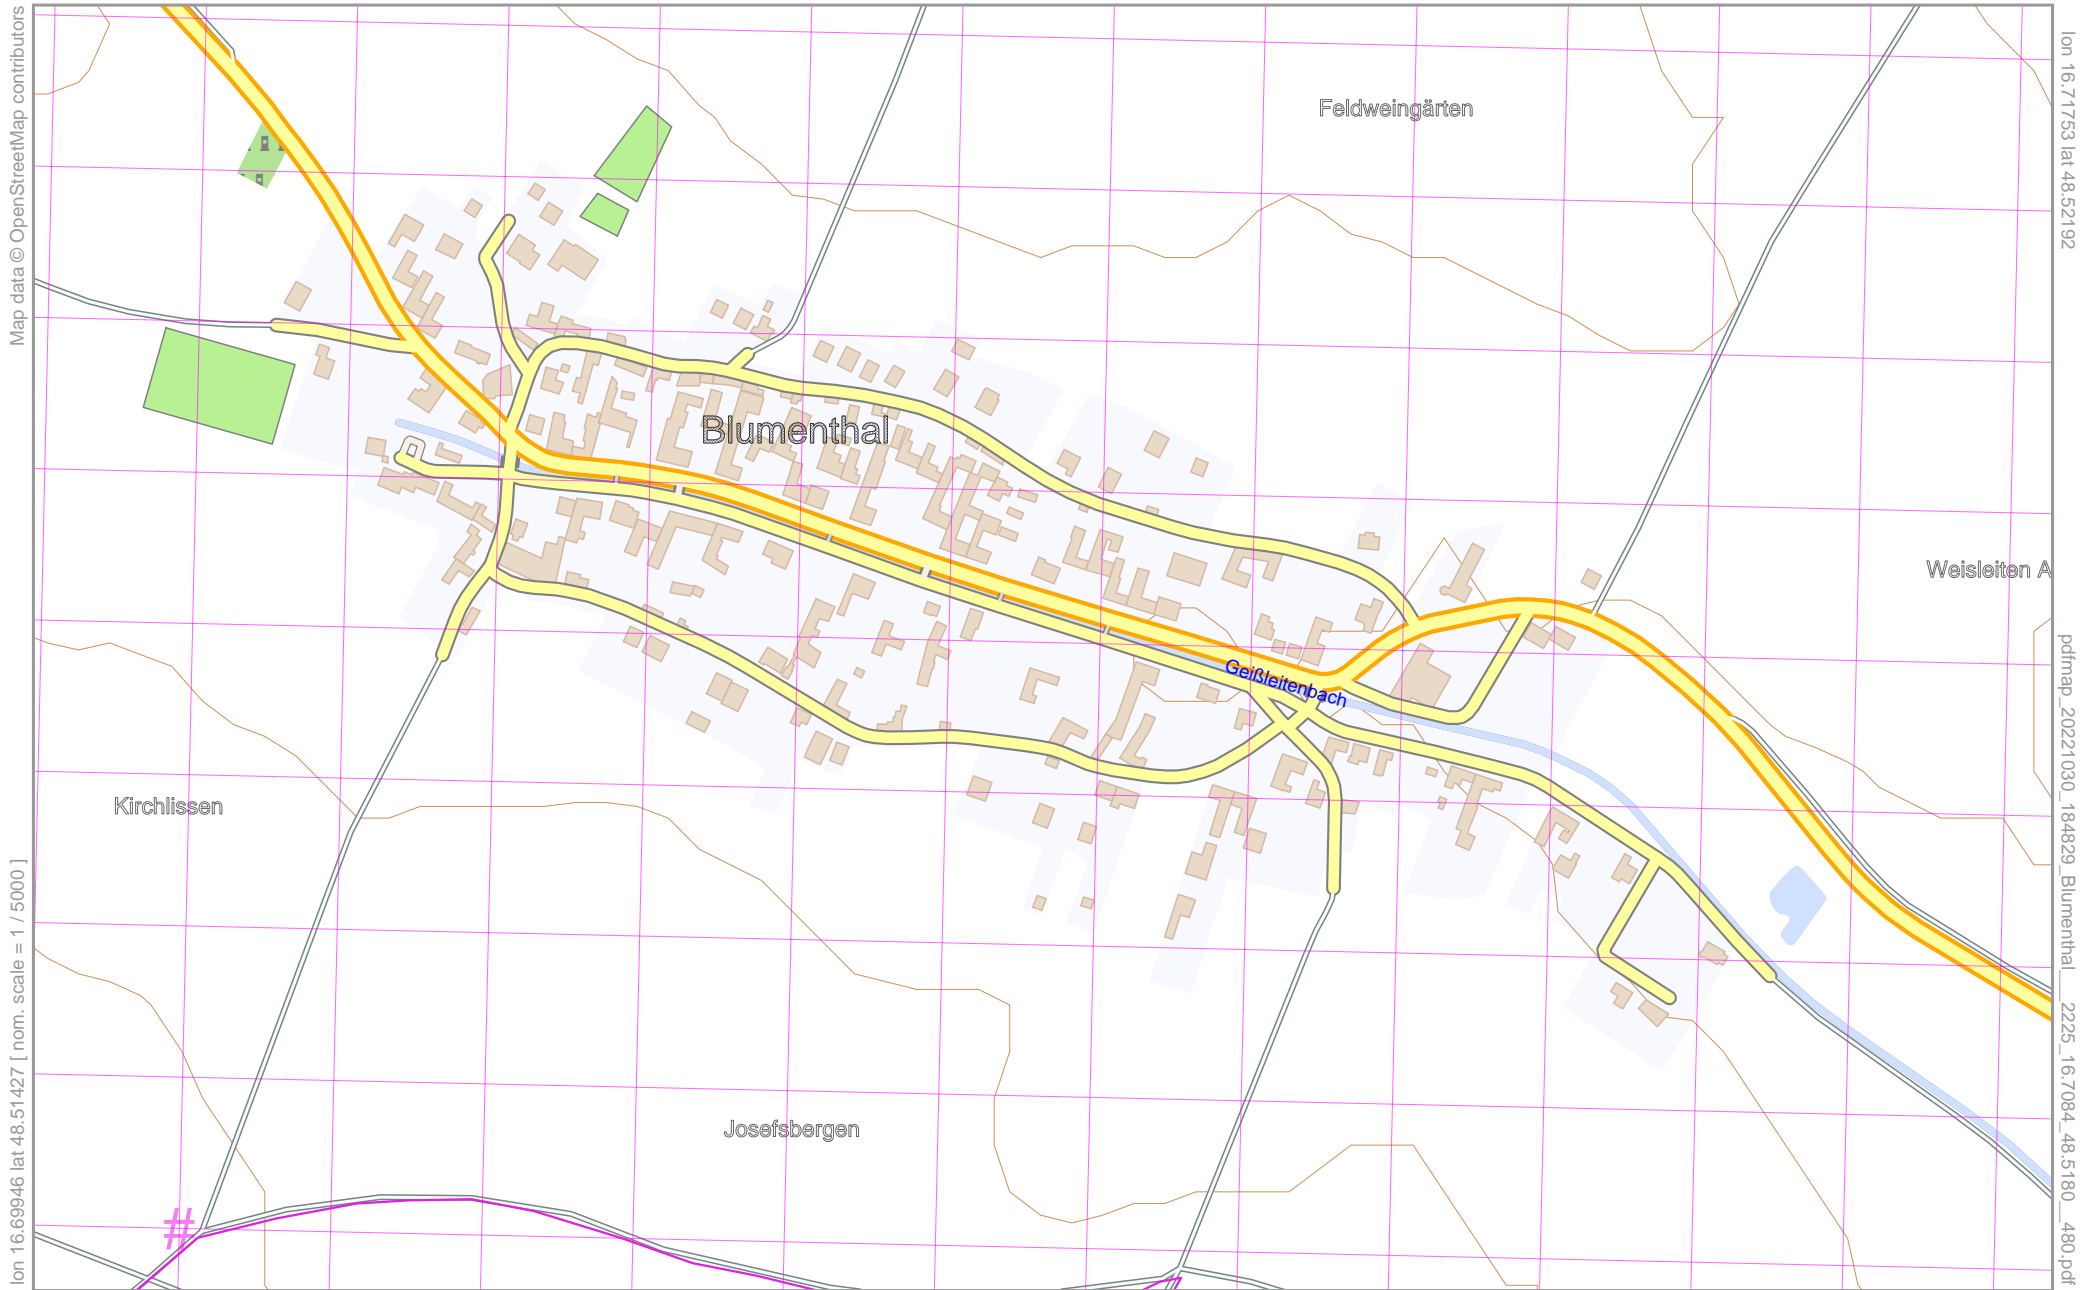 Map data © OpenStreetMap contributors
lon 16.69946 lat 48.51427 [ nom. scale = 1 / 5000 ]
lon 16.71753 lat 48.52192
pdfmap_20221030_184829_Blumenthal___2225_16.7084_48.5180__480.pdf
Feldweingärten
Blumenthal
Weisleiten A
Geißleitenbach
Kirchlissen
Josefsbergen
#